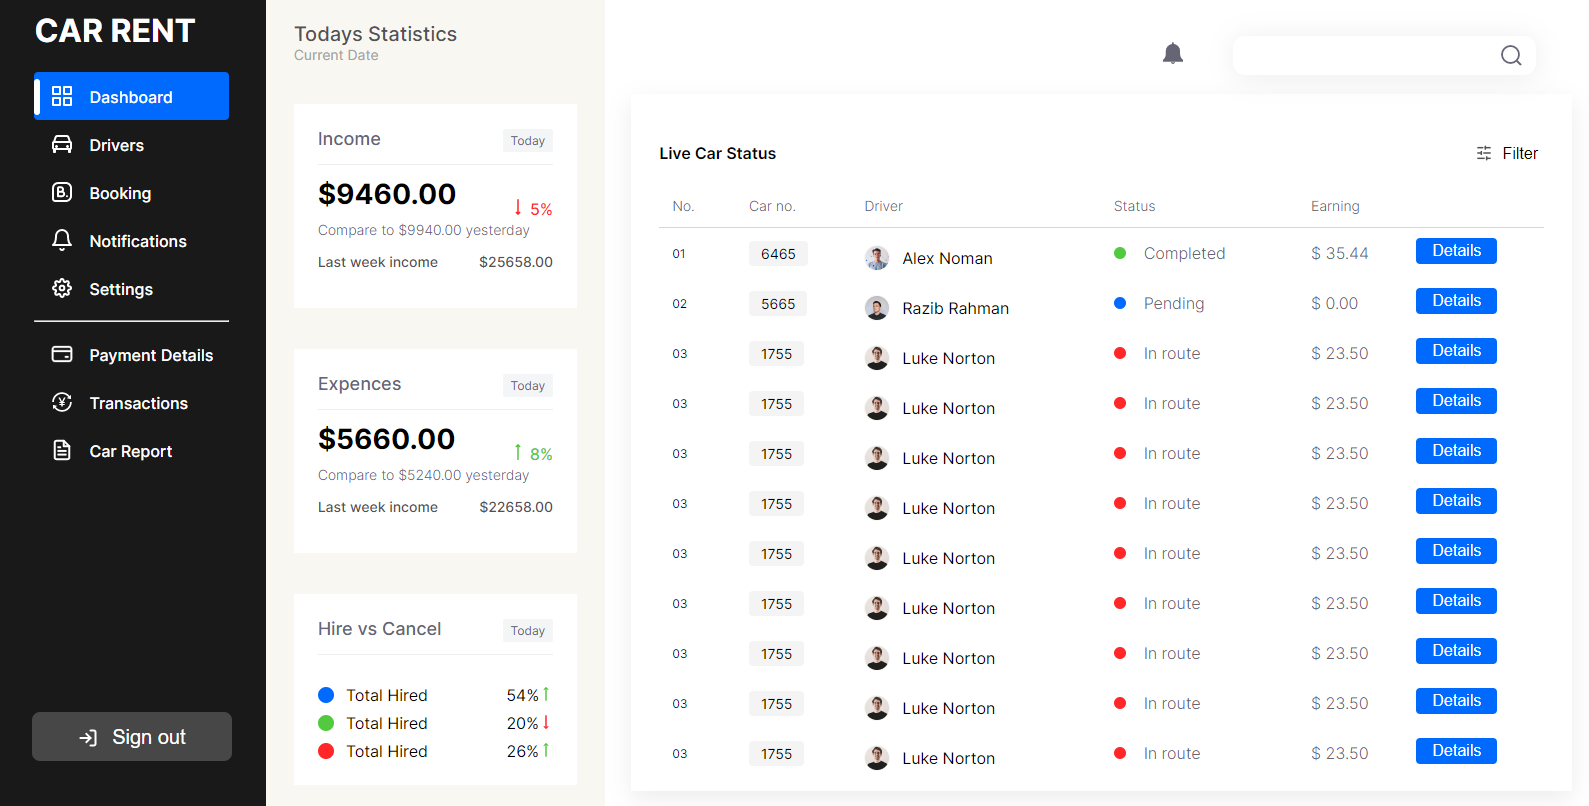 CAR RENT
Dashboard
Drivers
Booking
Notifications
Settings
Payment Details
Transactions
Car Report
Sign out
Todays Statistics
Current Date
Income Today
$9460.00 5%
Compare to $9940.00 yesterday
Last week income $25658.00
Expences Today
$5660.00 8%
Compare to $5240.00 yesterday
Last week income $22658.00
Hire vs Cancel Today
Total Hired 54%
Total Hired 20%
Total Hired 26%
Live Car Status Filter
No. Car no. Driver Status Earning
01 6465 Alex Noman Completed $ 35.44 Details
02 5665 Razib Rahman Pending $ 0.00 Details
03 1755 Luke Norton In route $ 23.50 Details
03 1755 Luke Norton In route $ 23.50 Details
03 1755 Luke Norton In route $ 23.50 Details
03 1755 Luke Norton In route $ 23.50 Details
03 1755 Luke Norton In route $ 23.50 Details
03 1755 Luke Norton In route $ 23.50 Details
03 1755 Luke Norton In route $ 23.50 Details
03 1755 Luke Norton In route $ 23.50 Details
03 1755 Luke Norton In route $ 23.50 Details